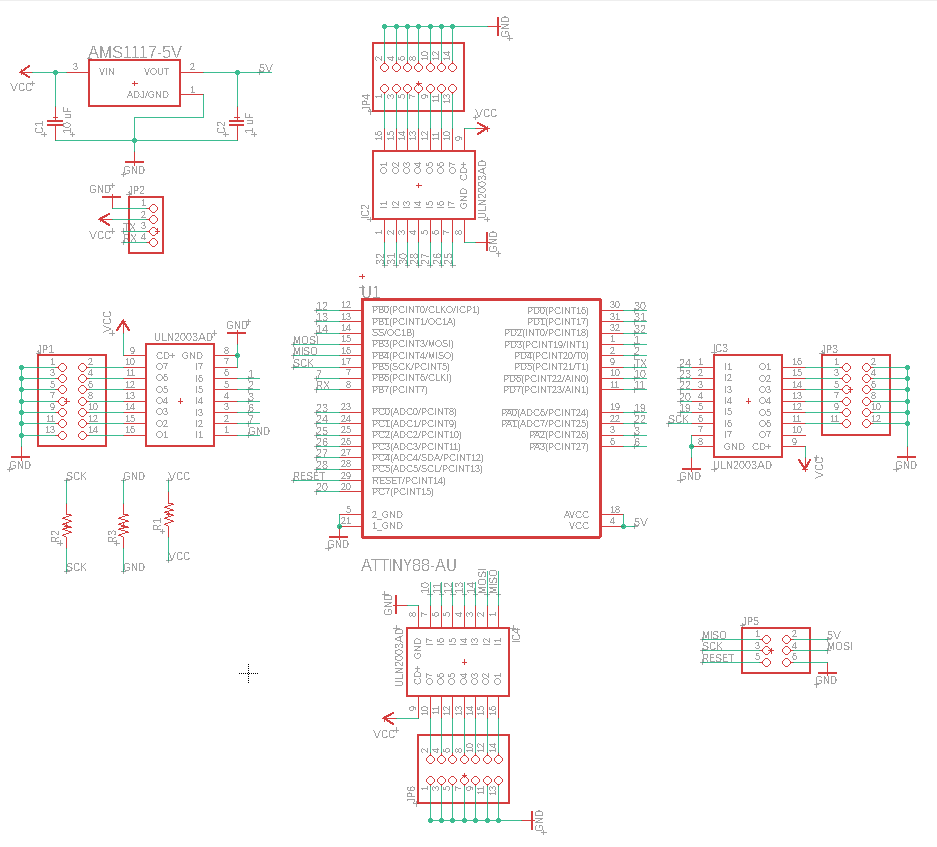 AMS1117-5V
3 VIN VOUT 2 5V
VCC
ADJ/GND 1
C1 10 uF
C2 1 uF
GND
GND JP2
1
2
VCC
TX 3
RX 4
GND
2 4 6 8 10 12 14
JP4
1 3 5 7 9 11 13
VCC
16 15 14 13 12 11 10 9
O1 O2 O3 O4 O5 O6 O7 CD+
ULN2003AD
I1 I2 I3 I4 I5 I6 I7 GND
IC2
1 2 3 4 5 6 7 8
GND
32 31 30 28 27 26 25
U1
12 12 PB0(PCINT0/CLKO/ICP1)
13 13 PB1(PCINT1/OC1A)
14 14 SS/OC1B)
MOSI 15 PB3(PCINT3/MOSI)
MISO 16 PB4(PCINT4/MISO)
SCK 17 PB5(SCK/PCINT5)
7 7 PB6(PCINT6/CLKI)
RX 8 PB7(PCINT7)
23 23 PC0(ADC0/PCINT8)
24 24 PC1(ADC1/PCINT9)
25 25 PC2(ADC2/PCINT10)
26 26 PC3(ADC3/PCINT11)
27 27 PC4(ADC4/SDA/PCINT12)
28 28 PC5(ADC5/SCL/PCINT13)
RESET 29 RESET/PCINT14)
20 20 PC7(PCINT15)
5 2_GND
21 1_GND
GND
PD0(PCINT16) 30 30
PD1(PCINT17) 31 31
PD2(INT0/PCINT18) 32 32
PD3(PCINT19/INT1) 1 1
PD4(PCINT20/T0) 2 2
PD5(PCINT21/T1) 9 TX
PD6(PCINT22/AIN0) 10 10
PD7(PCINT23/AIN1) 11 11
PA0(ADC6/PCINT24) 19 19
PA1(ADC7/PCINT25) 22 22
PA2(PCINT26) 3 3
PA3(PCINT27) 6 6
AVCC 18
VCC 4 5V
ATTINY88-AU
VCC
ULN2003AD
GND
JP1
1 2
3 4
5 6
7 8
9 10
11 12
13 14
GND
9 CD+ GND 8
10 O7 I7 7
11 O6 I6 6
12 O5 I5 5
13 O4 I4 4
14 O3 I3 3
15 O2 I2 2
16 O1 I1 1 GND
SCK GND VCC
R2 R3 R1
SCK GND VCC
IC3
24 1 I1 O1 16
23 2 I2 O2 15
22 3 I3 O3 14
20 4 I4 O4 13
19 5 I5 O5 12
SCK 6 I6 O6 11
7 I7 O7 10
8 GND CD+ 9
GND
ULN2003AD
VCC
JP3
1 2
3 4
5 6
7 8
9 10
11 12
GND
10 11 12 13 14 MOSI MISO
GND
8 7 6 5 4 3 2 1
GND I7 I6 I5 I4 I3 I2 I1
IC4
ULN2003AD
CD+ O7 O6 O5 O4 O3 O2 O1
9 10 11 12 13 14 15 16
VCC
2 4 6 8 10 12 14
JP6
1 3 5 7 9 11 13
GND
JP5
MISO 1 2 5V
SCK 3 4 MOSI
RESET 5 6
GND